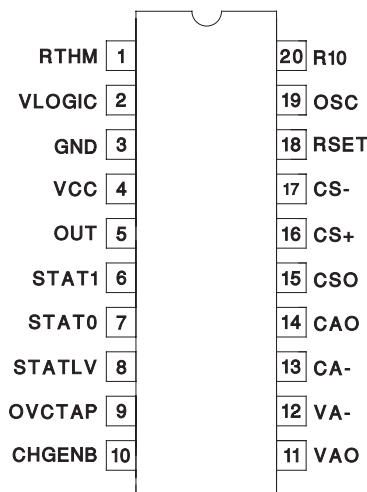 RTHM 1 20 R10
VLOGIC 2 19 OSC
GND 3 18 RSET
VCC 4 17 CS-
OUT 5 16 CS+
STAT1 6 15 CSO
STAT0 7 14 CAO
STATLV 8 13 CA-
OVCTAP 9 12 VA-
CHGENB 10 11 VAO